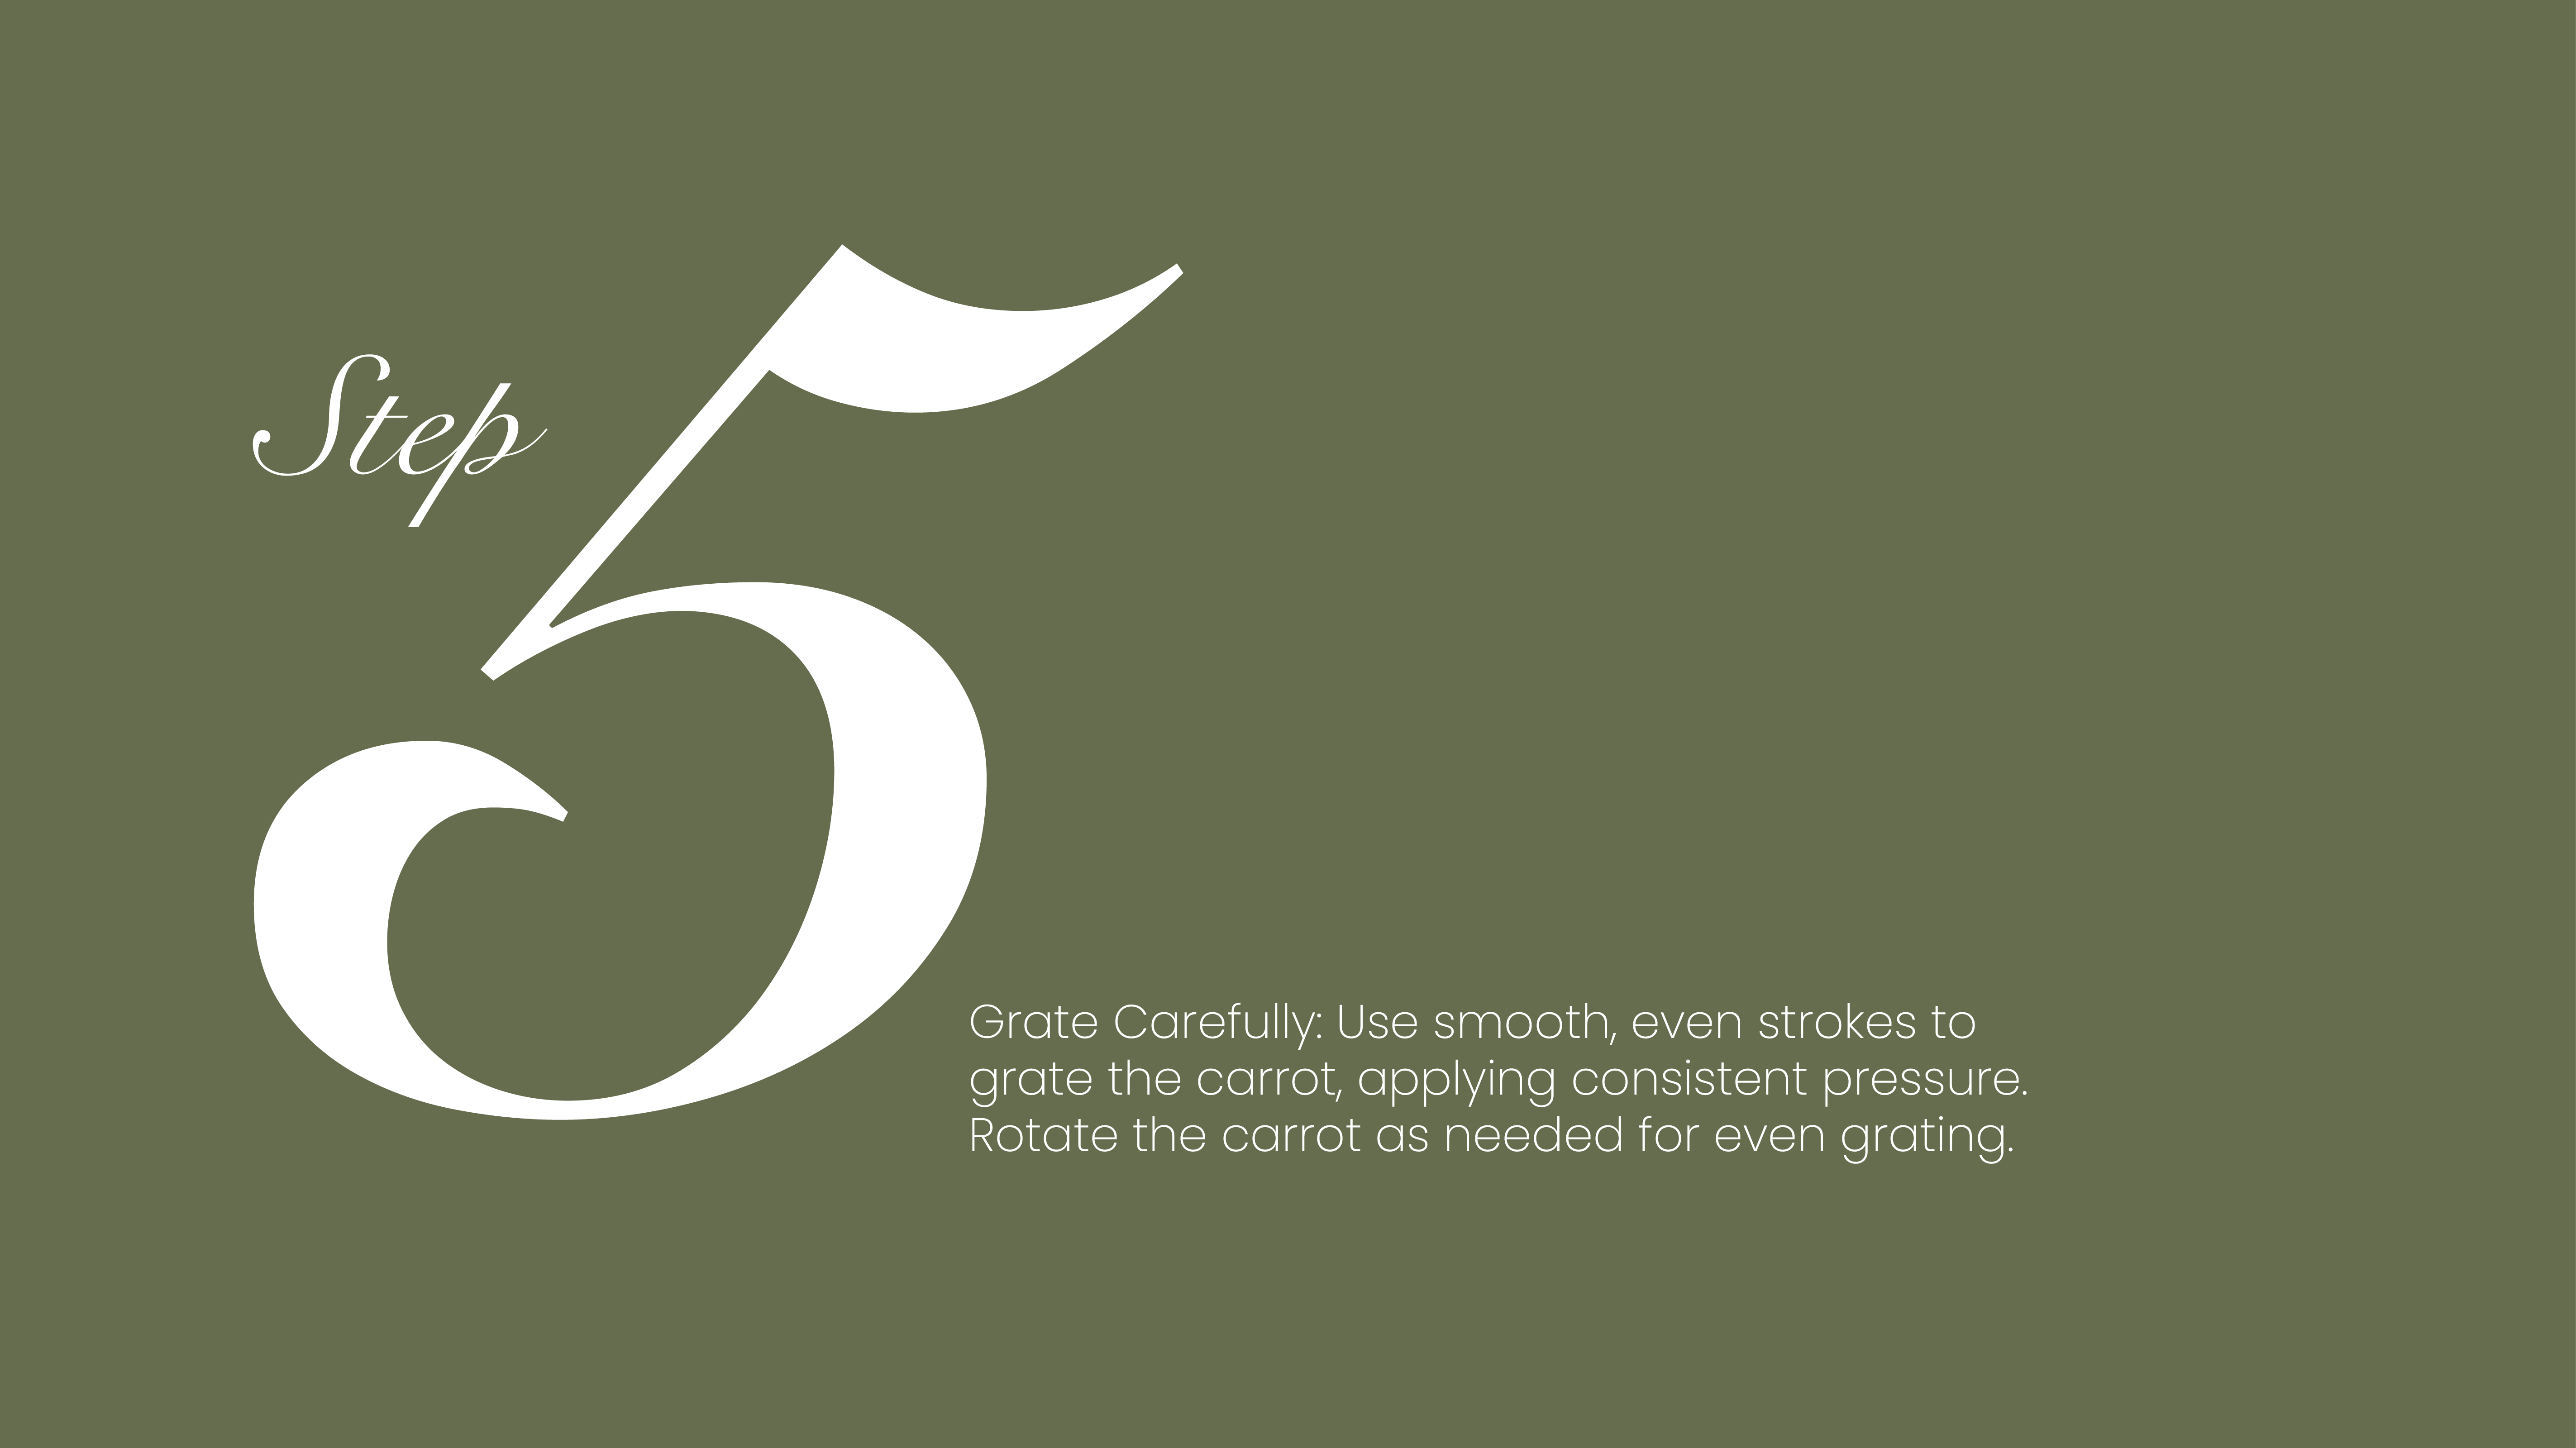 Step
5
Grate Carefully: Use smooth, even strokes to
grate the carrot, applying consistent pressure.
Rotate the carrot as needed for even grating.